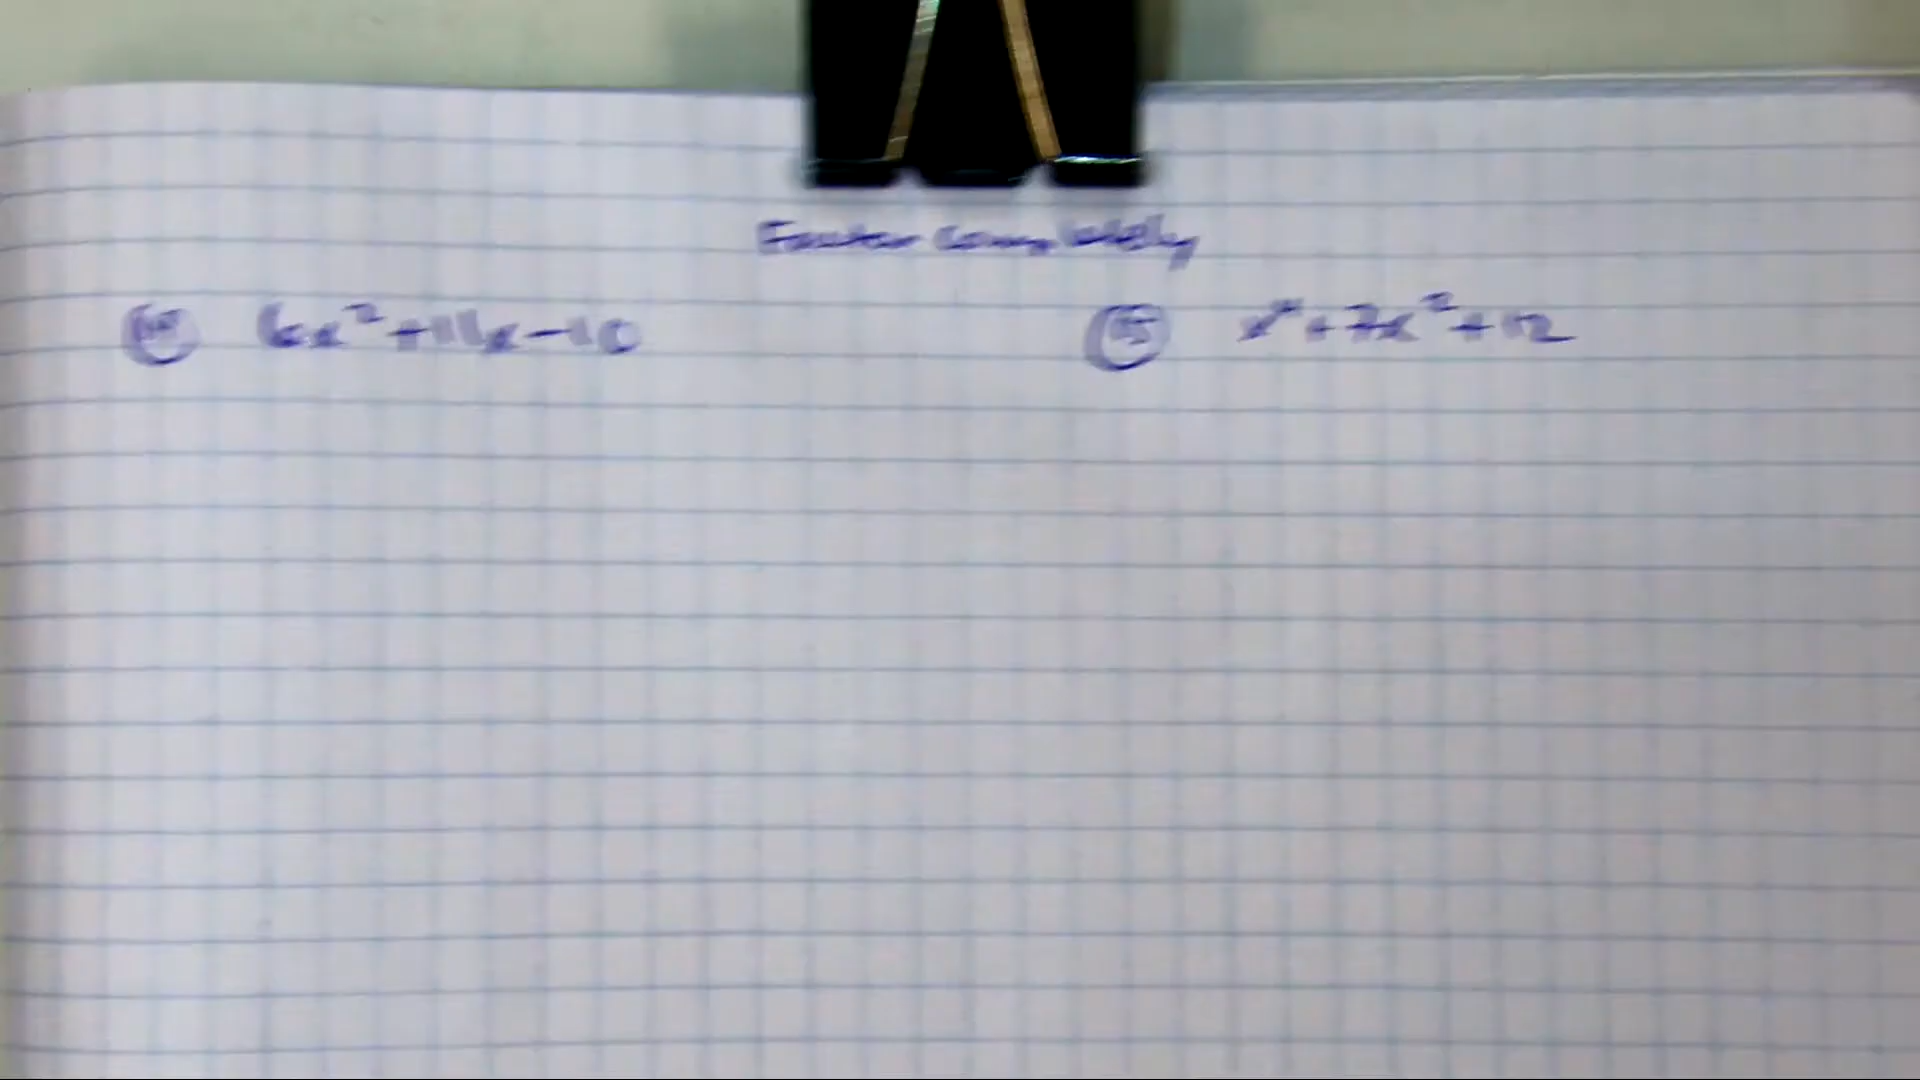 Factor Completely
6x² + 11x - 10
x⁴ + 7x² + 12